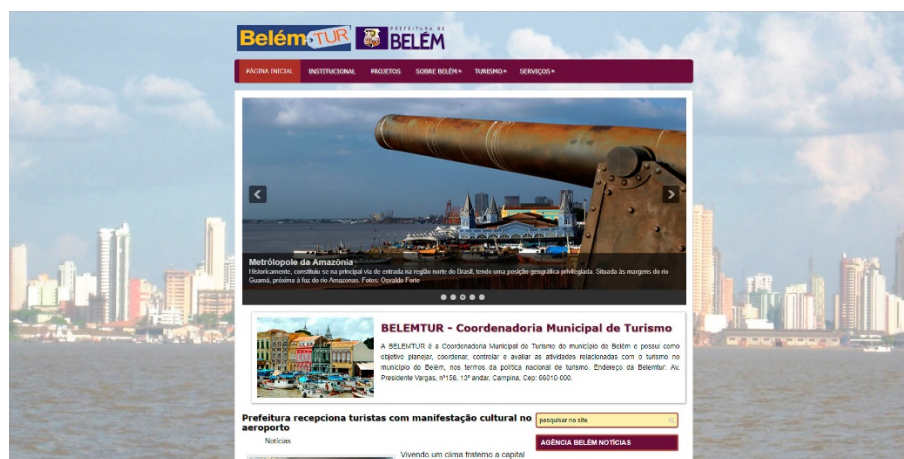 BelémTUR PREFEITURA DE BELÉM
PÁGINA INICIAL INSTITUCIONAL PROJETOS SOBRE BELÉM» TURISMO» SERVIÇOS»
Metrólopole da Amazônia
Historicamente, constituiu se na principal via de entrada na região norte do Brasil, tendo uma posição geográfica privilegiada. Situada às margens do rio
Guamá, próxima à foz do rio Amazonas. Fotos: Osvaldo Forte
BELEMTUR - Coordenadoria Municipal de Turismo
A BELEMTUR é a Coordenadoria Municipal de Turismo do município de Belém e possui como
objetivo planejar, coordenar, controlar e avaliar as atividades relacionadas com o turismo no
município de Belém, nos termos da política nacional de turismo. Endereço da Belemtur: Av.
Presidente Vargas, nº158, 13º andar, Campina, Cep: 66010-000.
Prefeitura recepciona turistas com manifestação cultural no
aeroporto
Notícias
Vivendo um clima fraterno a capital
pesquisar no site
AGÊNCIA BELÉM NOTÍCIAS